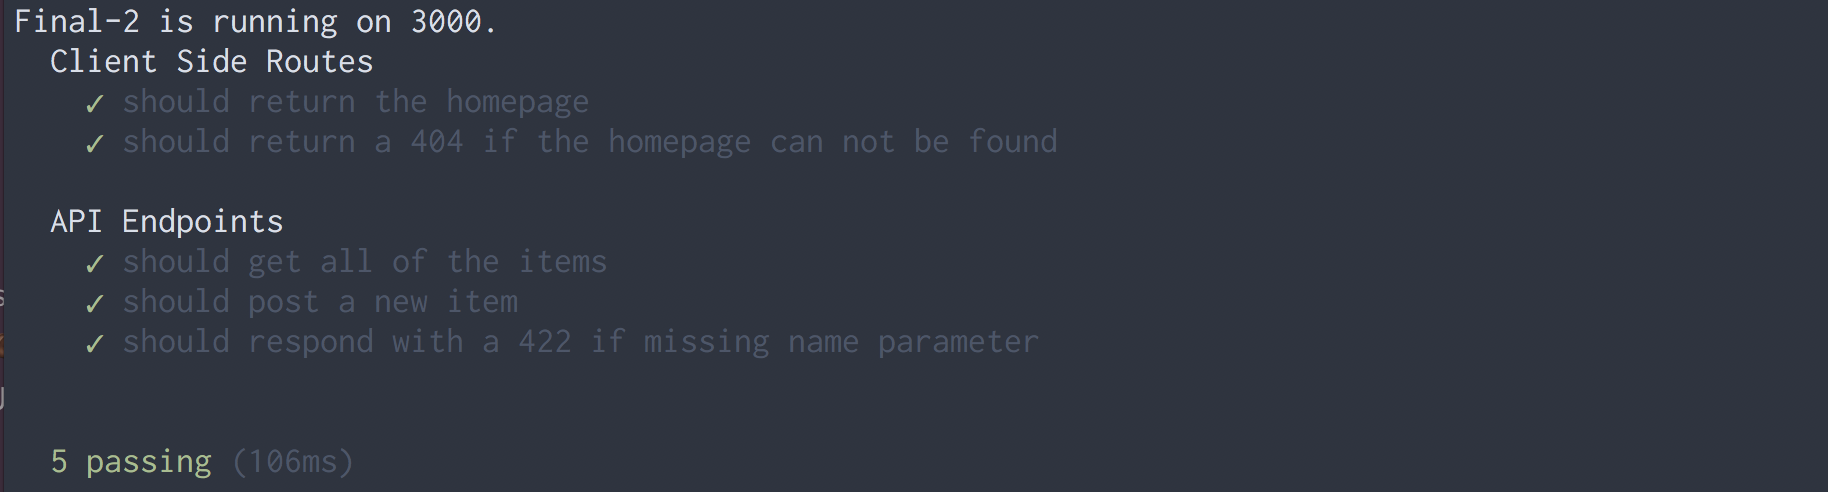 Final-2 is running on 3000.
Client Side Routes
✓ should return the homepage
✓ should return a 404 if the homepage can not be found
API Endpoints
✓ should get all of the items
✓ should post a new item
✓ should respond with a 422 if missing name parameter
5 passing (106ms)